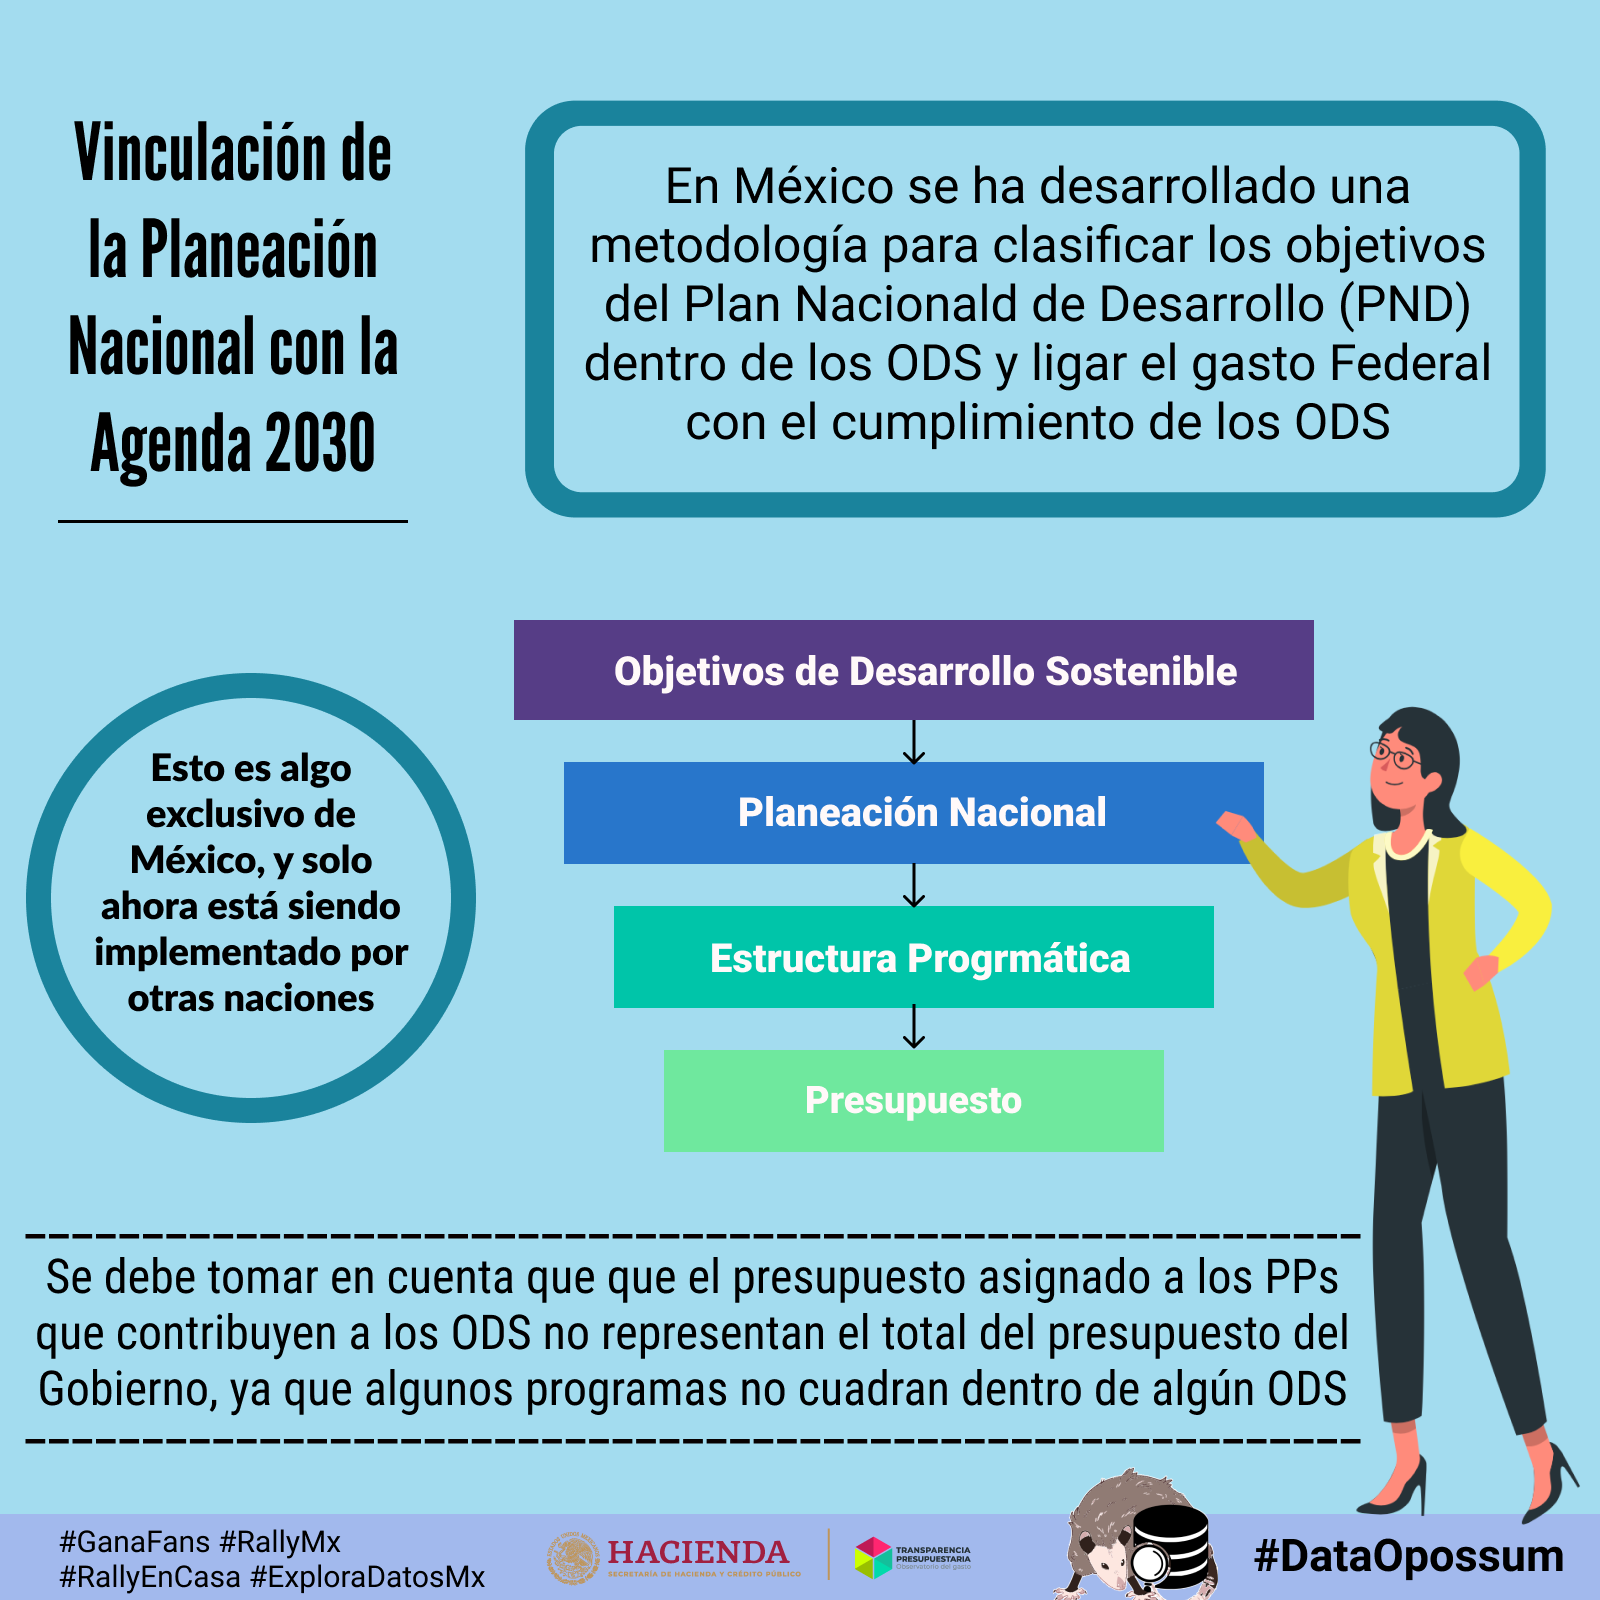 Vinculación de
la Planeación
Nacional con la
Agenda 2030
En México se ha desarrollado una
metodología para clasificar los objetivos
del Plan Nacionald de Desarrollo (PND)
dentro de los ODS y ligar el gasto Federal
con el cumplimiento de los ODS
Objetivos de Desarrollo Sostenible
Planeación Nacional
Estructura Progrmática
Presupuesto
Esto es algo
exclusivo de
México, y solo
ahora está siendo
implementado por
otras naciones
Se debe tomar en cuenta que que el presupuesto asignado a los PPs
que contribuyen a los ODS no representan el total del presupuesto del
Gobierno, ya que algunos programas no cuadran dentro de algún ODS
#GanaFans #RallyMx
#RallyEnCasa #ExploraDatosMx
HACIENDA
SECRETARÍA DE HACIENDA Y CRÉDITO PÚBLICO
TRANSPARENCIA
PRESUPUESTARIA
Observatorio del gasto
#DataOpossum